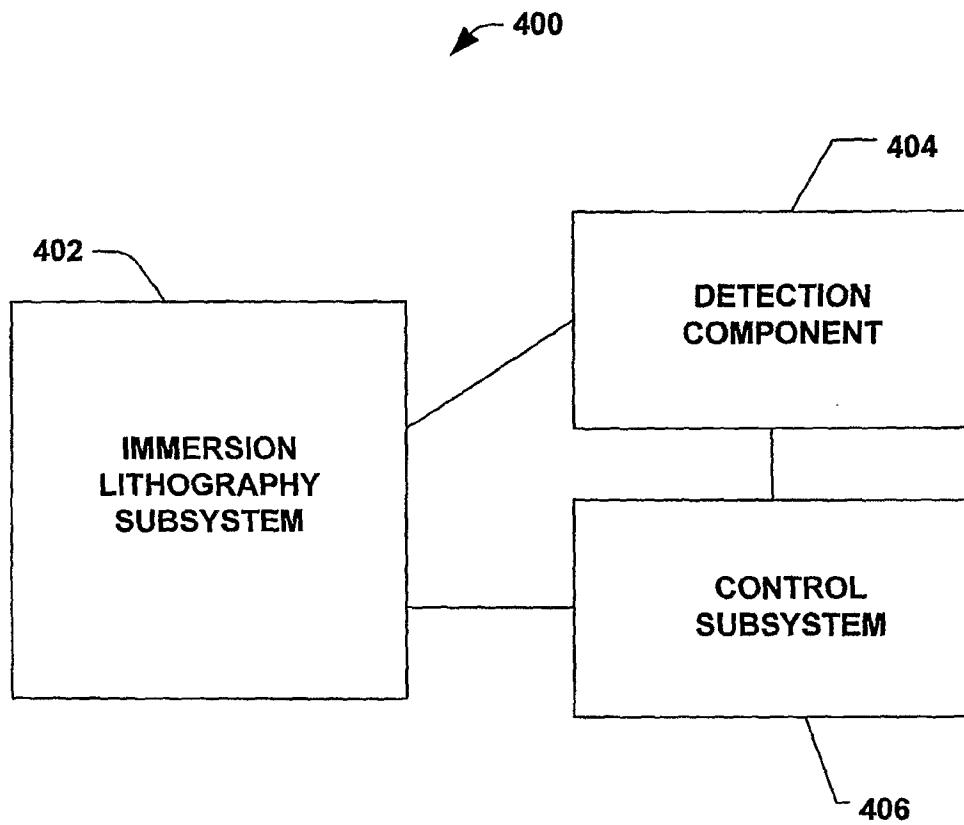 400
404
402
DETECTION
COMPONENT
IMMERSION
LITHOGRAPHY
SUBSYSTEM
CONTROL
SUBSYSTEM
406